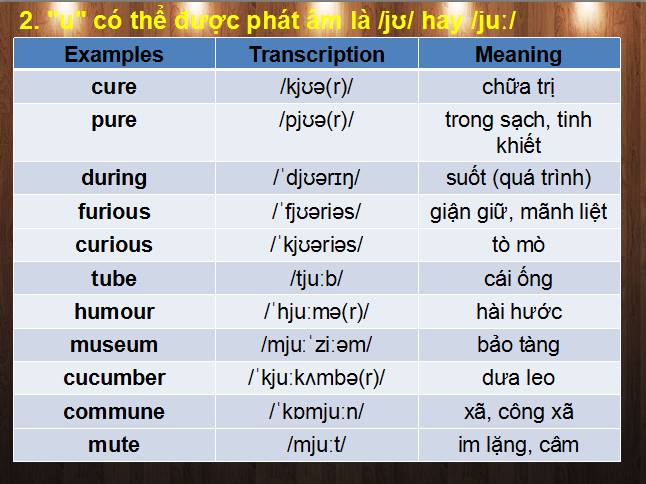 2. "u" có thể được phát âm là /jʊ/ hay /juː/
Examples Transcription Meaning
cure /kjʊə(r)/ chữa trị
pure /pjʊə(r)/ trong sạch, tinh
khiết
during /ˈdjʊərɪŋ/ suốt (quá trình)
furious /ˈfjʊəriəs/ giận giữ, mãnh liệt
curious /ˈkjʊəriəs/ tò mò
tube /tjuːb/ cái ống
humour /ˈhjuːmə(r)/ hài hước
museum /mjuːˈziːəm/ bảo tàng
cucumber /ˈkjuːkʌmbə(r)/ dưa leo
commune /ˈkɒmjuːn/ xã, công xã
mute /mjuːt/ im lặng, câm